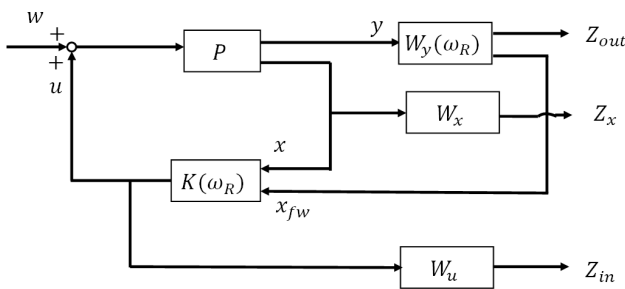 w
+
+
u
P
y
W_y(ω_R)
Z_out
W_x
Z_x
x
K(ω_R)
x_fw
W_u
Z_in